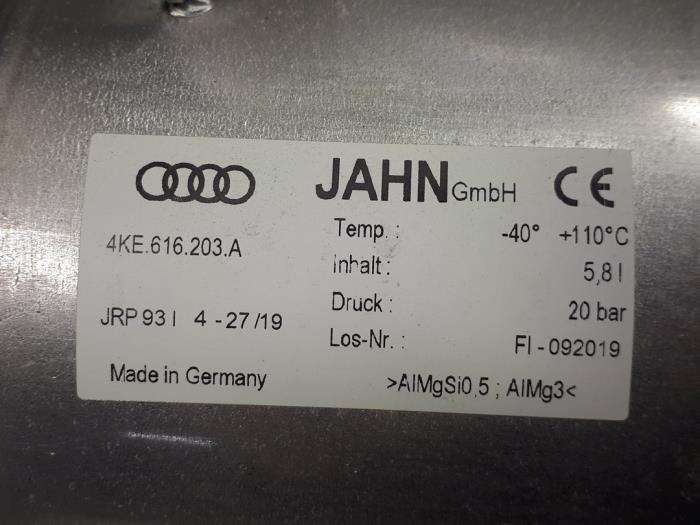 JAHN GmbH CE
4KE.616.203.A
Temp.: -40° +110°C
Inhalt: 5,8 l
Druck: 20 bar
JRP 93 I 4 - 27/19
Los-Nr.: FI-092019
Made in Germany
>AlMgSi0,5 ; AlMg3<